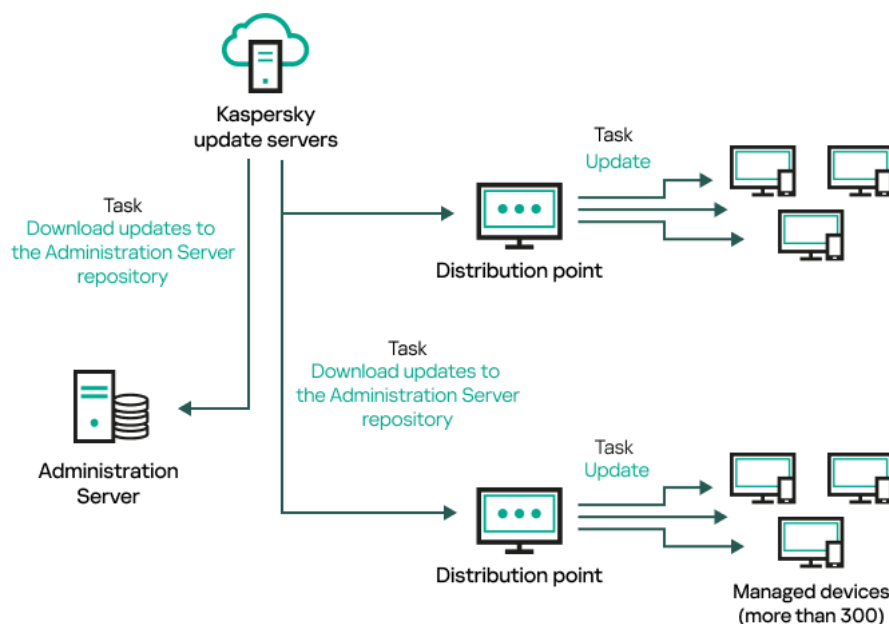 Kaspersky
update servers
Task
Download updates to
the Administration Server
repository
Task
Update
Distribution point
Task
Download updates to
the Administration Server
repository
Administration
Server
Task
Update
Distribution point
Managed devices
(more than 300)